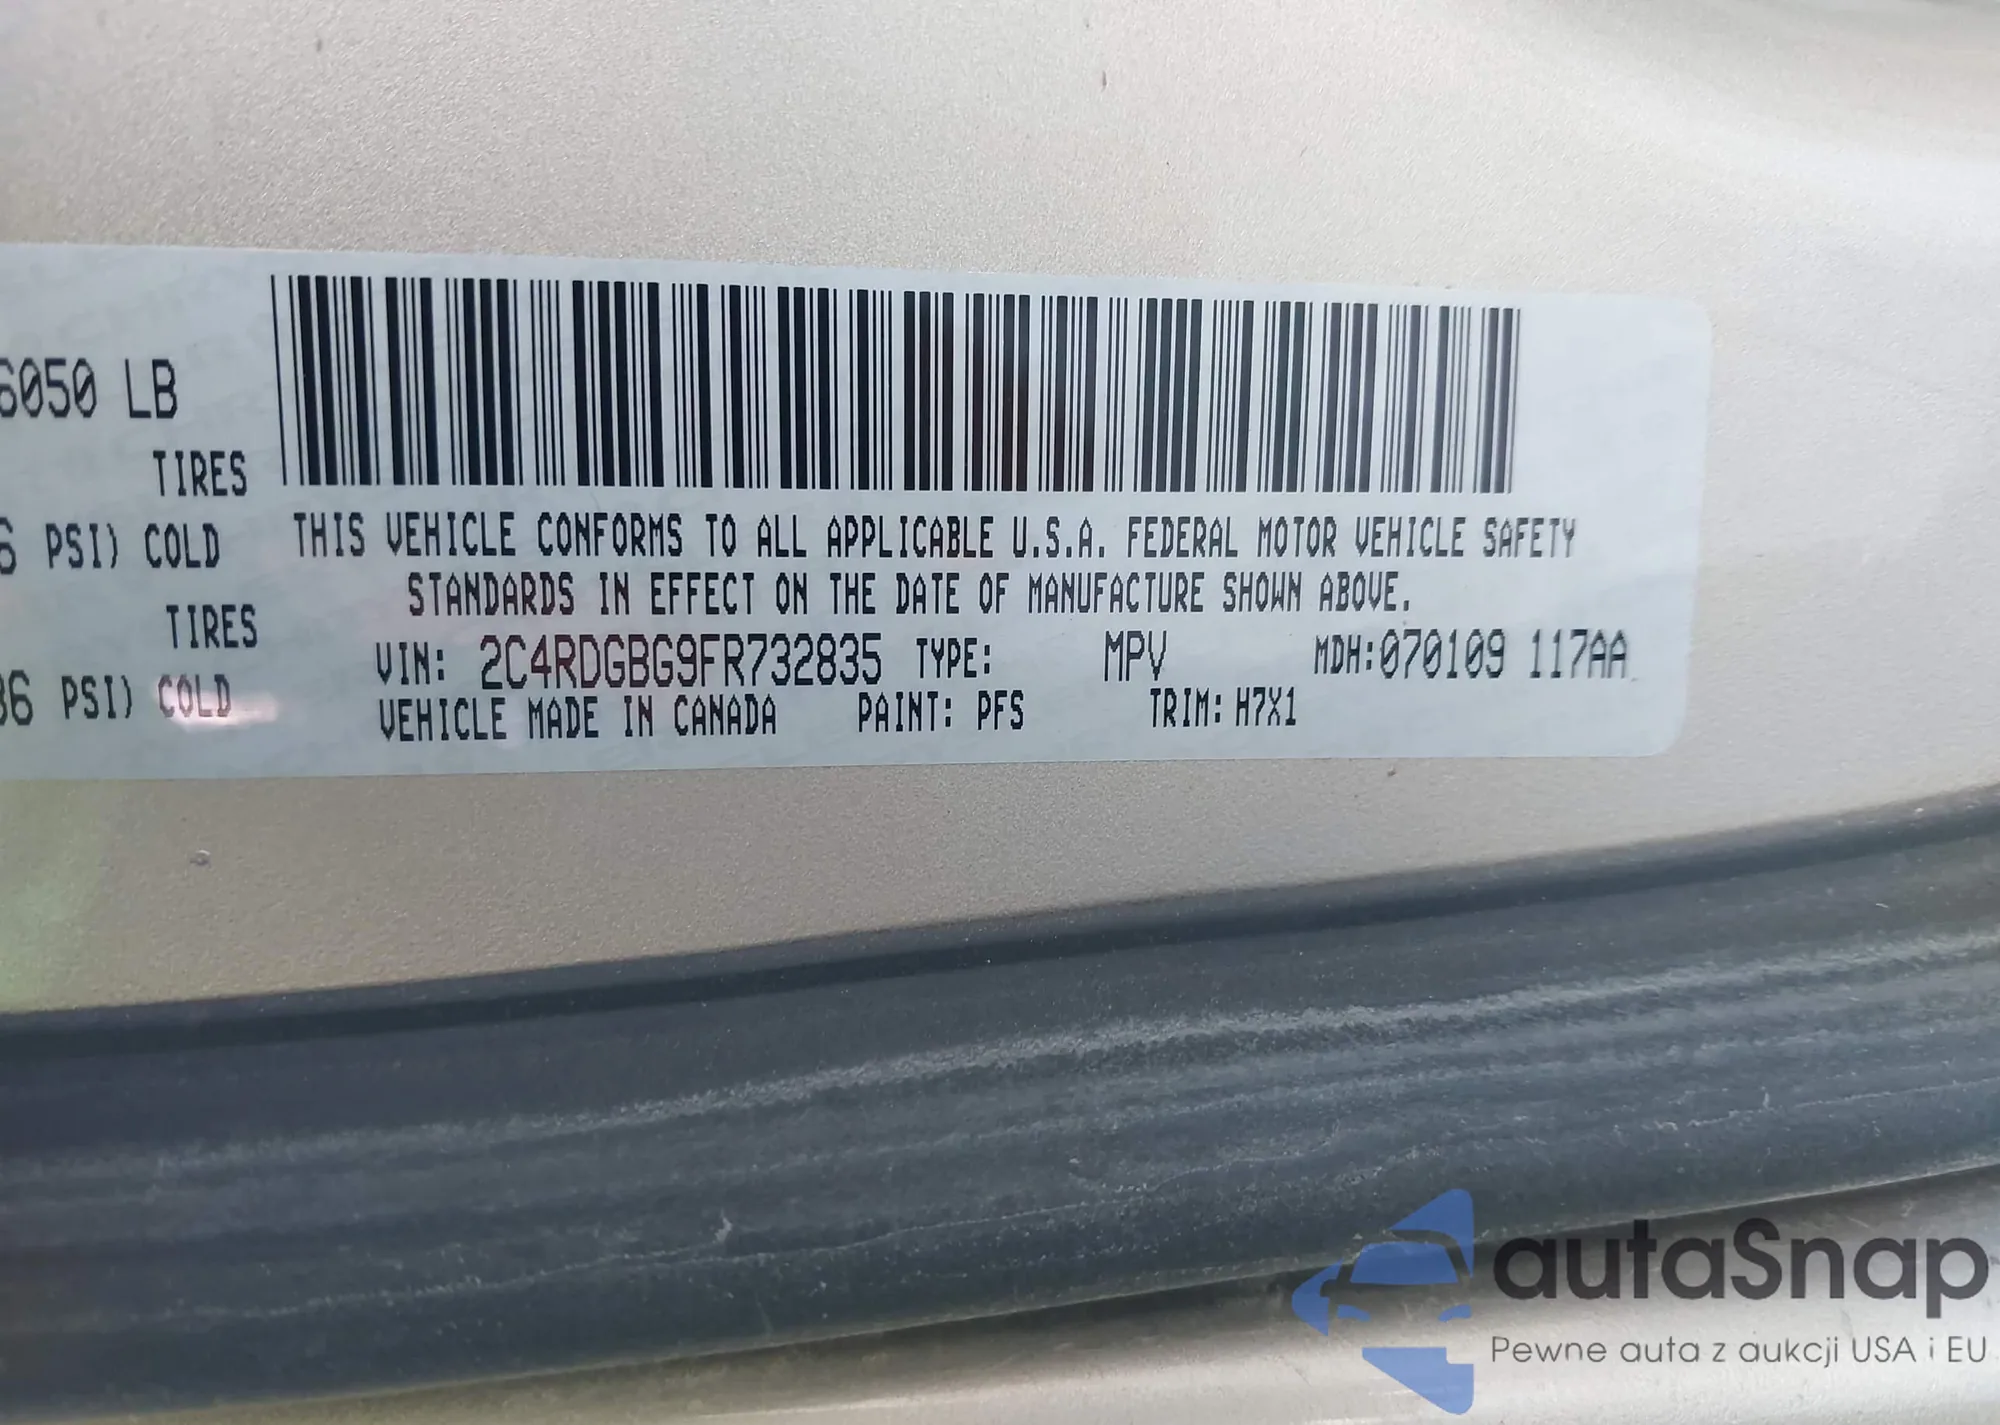 6050 LB
TIRES
6 PSI) COLD
TIRES
36 PSI) COLD
THIS VEHICLE CONFORMS TO ALL APPLICABLE U.S.A. FEDERAL MOTOR VEHICLE SAFETY
STANDARDS IN EFFECT ON THE DATE OF MANUFACTURE SHOWN ABOVE.
VIN: 2C4RDGBG9FR732835 TYPE: MPV MDH:070109 117AA
VEHICLE MADE IN CANADA PAINT: PFS TRIM: H7X1
autaSnap
Pewne auta z aukcji USA i EU